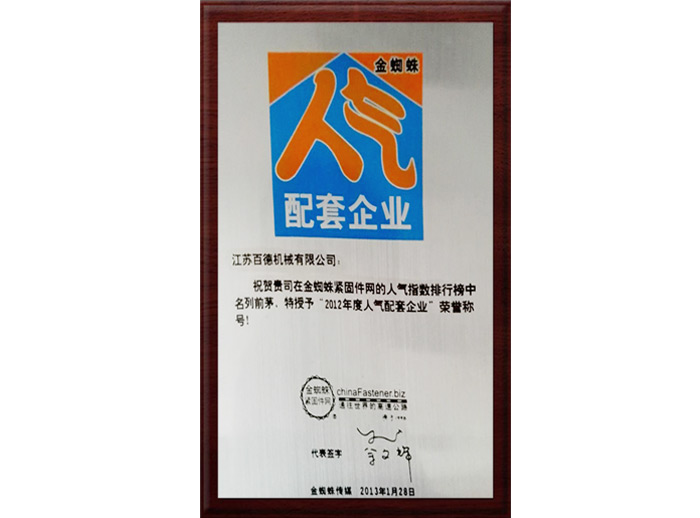 金蜘蛛
人气
配套企业
江苏百德机械有限公司:
祝贺贵司在金蜘蛛紧固件网的人气指数排行榜中
名列前茅、特授予“2012年度人气配套企业”荣誉称
号!
金蜘蛛 chinaFastener.biz
紧固件网 通往世界的高速公路
代表签字
金蜘蛛传媒 2013年1月28日